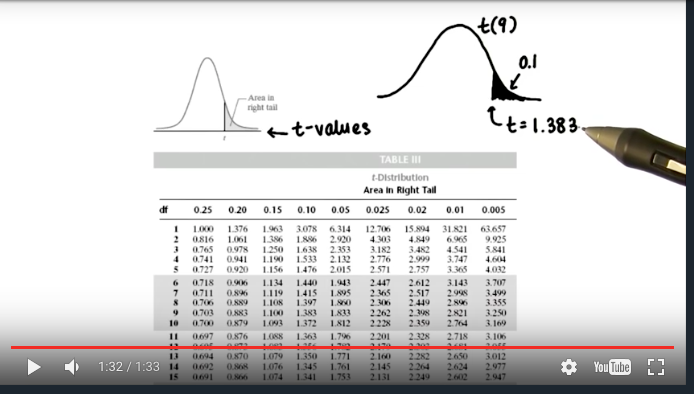 t(9)
0.1
Area in
right tail
t
← t-values
t = 1.383
TABLE III
t-Distribution
Area in Right Tail
df 0.25 0.20 0.15 0.10 0.05 0.025 0.02 0.01 0.005
1 1.000 1.376 1.963 3.078 6.314 12.706 15.894 31.821 63.657
2 0.816 1.061 1.386 1.886 2.920 4.303 4.849 6.965 9.925
3 0.765 0.978 1.250 1.638 2.353 3.182 3.482 4.541 5.841
4 0.741 0.941 1.190 1.533 2.132 2.776 2.999 3.747 4.604
5 0.727 0.920 1.156 1.476 2.015 2.571 2.757 3.365 4.032
6 0.718 0.906 1.134 1.440 1.943 2.447 2.612 3.143 3.707
7 0.711 0.896 1.119 1.415 1.895 2.365 2.517 2.998 3.499
8 0.706 0.889 1.108 1.397 1.860 2.306 2.449 2.896 3.355
9 0.703 0.883 1.100 1.383 1.833 2.262 2.398 2.821 3.250
10 0.700 0.879 1.093 1.372 1.812 2.228 2.359 2.764 3.169
11 0.697 0.876 1.088 1.363 1.796 2.201 2.328 2.718 3.106
13 0.694 0.870 1.079 1.350 1.771 2.160 2.282 2.650 3.012
1:32 / 1:33 14 0.692 0.868 1.076 1.345 1.761 2.145 2.264 2.624 2.977 YouTube
15 0.691 0.866 1.074 1.341 1.753 2.131 2.249 2.602 2.947